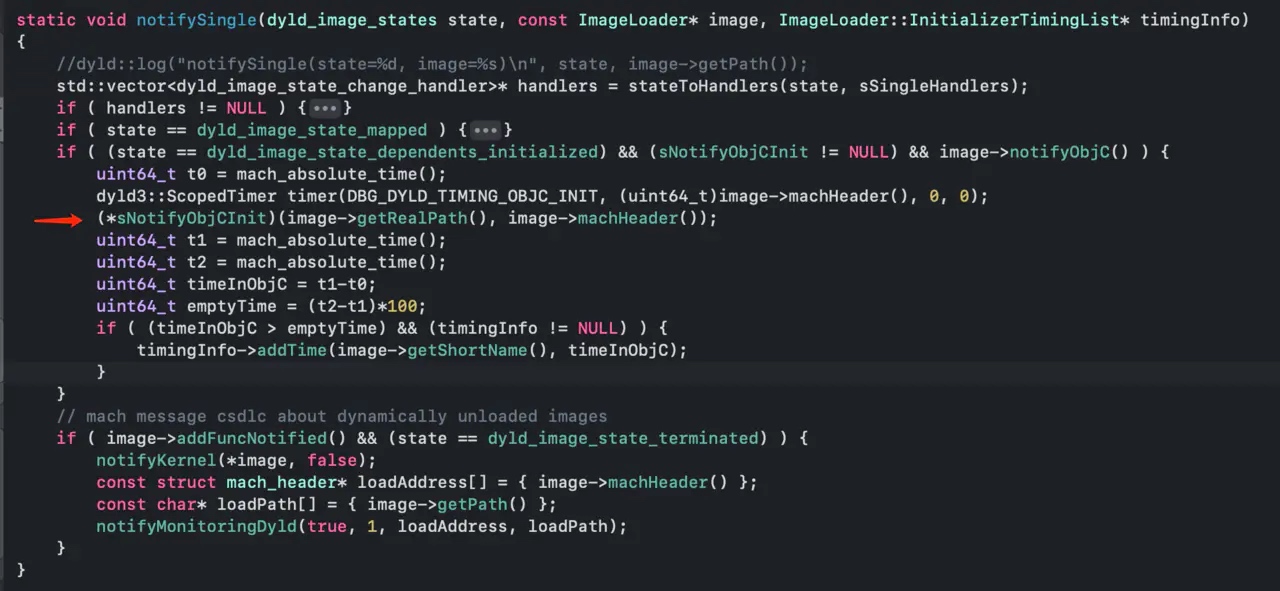 static void notifySingle(dyld_image_states state, const ImageLoader* image, ImageLoader::InitializerTimingList* timingInfo)
{
    //dyld::log("notifySingle(state=%d, image=%s)\n", state, image->getPath());
    std::vector<dyld_image_state_change_handler>* handlers = stateToHandlers(state, sSingleHandlers);
    if ( handlers != NULL ) {•••}
    if ( state == dyld_image_state_mapped ) {•••}
    if ( (state == dyld_image_state_dependents_initialized) && (sNotifyObjCInit != NULL) && image->notifyObjC() ) {
        uint64_t t0 = mach_absolute_time();
        dyld3::ScopedTimer timer(DBG_DYLD_TIMING_OBJC_INIT, (uint64_t)image->machHeader(), 0, 0);
        (*sNotifyObjCInit)(image->getRealPath(), image->machHeader());
        uint64_t t1 = mach_absolute_time();
        uint64_t t2 = mach_absolute_time();
        uint64_t timeInObjC = t1-t0;
        uint64_t emptyTime = (t2-t1)*100;
        if ( (timeInObjC > emptyTime) && (timingInfo != NULL) ) {
            timingInfo->addTime(image->getShortName(), timeInObjC);
        }
    }
    // mach message csdlc about dynamically unloaded images
    if ( image->addFuncNotified() && (state == dyld_image_state_terminated) ) {
        notifyKernel(*image, false);
        const struct mach_header* loadAddress[] = { image->machHeader() };
        const char* loadPath[] = { image->getPath() };
        notifyMonitoringDyld(true, 1, loadAddress, loadPath);
    }
}